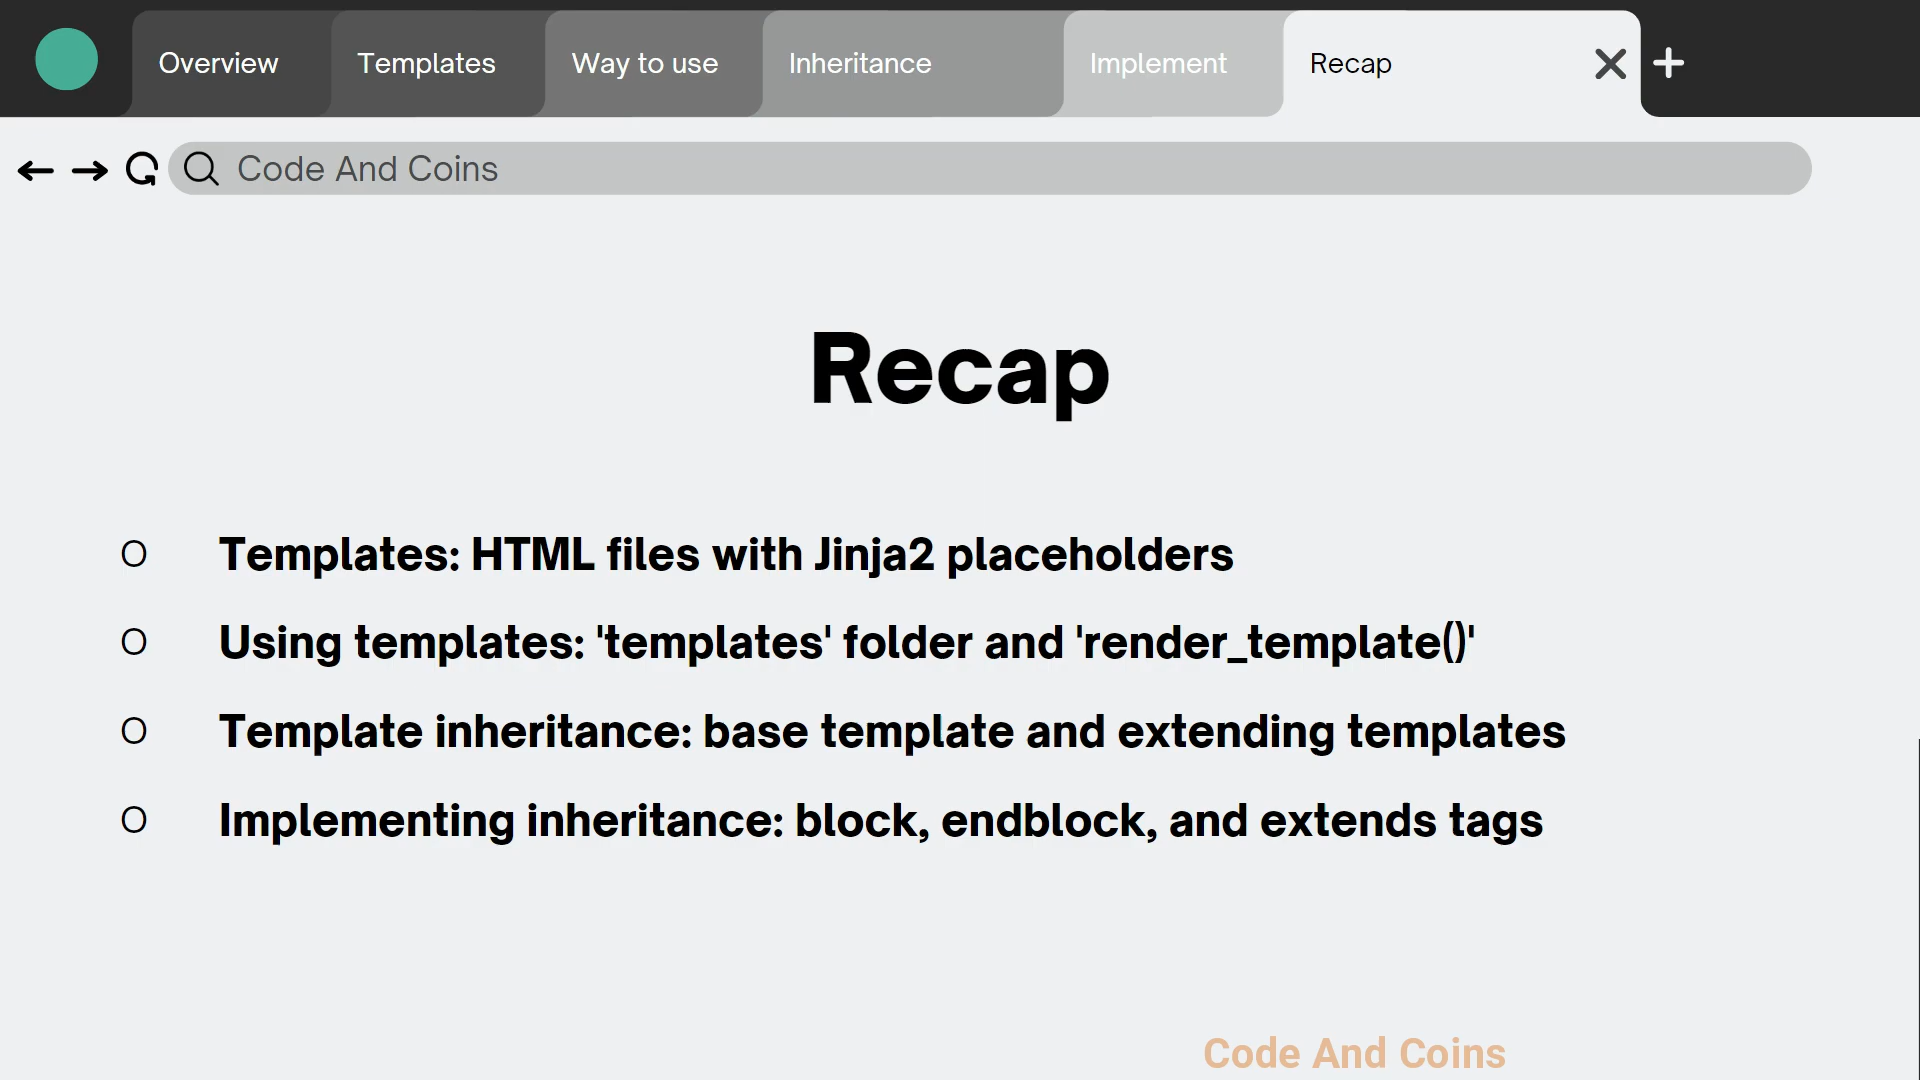 Overview Templates Way to use Inheritance Implement Recap
Code And Coins
Recap
O Templates: HTML files with Jinja2 placeholders
O Using templates: 'templates' folder and 'render_template()'
O Template inheritance: base template and extending templates
O Implementing inheritance: block, endblock, and extends tags
Code And Coins